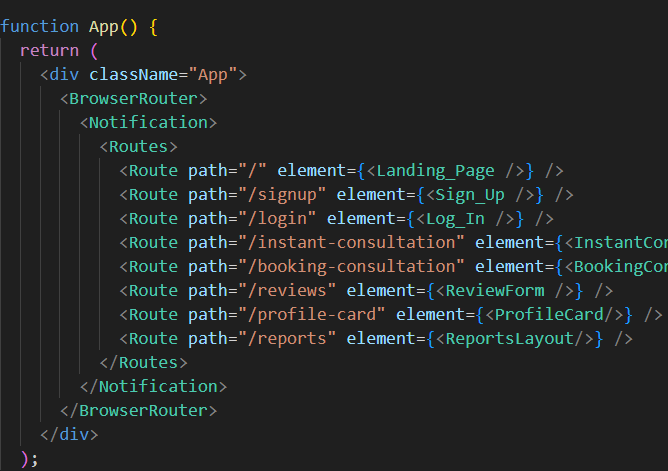 function App() {
return (
<div className="App">
<BrowserRouter>
<Notification>
<Routes>
<Route path="/" element={<Landing_Page />} />
<Route path="/signup" element={<Sign_Up />} />
<Route path="/login" element={<Log_In />} />
<Route path="/instant-consultation" element={<InstantCon
<Route path="/booking-consultation" element={<BookingCon
<Route path="/reviews" element={<ReviewForm />} />
<Route path="/profile-card" element={<ProfileCard/>} />
<Route path="/reports" element={<ReportsLayout/>} />
</Routes>
</Notification>
</BrowserRouter>
</div>
);